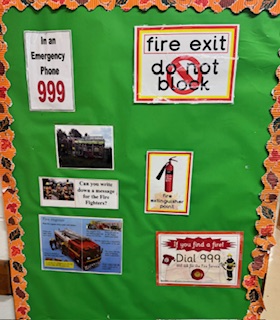 In an
Emergency
Phone
999
fire exit
do not
block
Can you write
down a message
for the Fire
Fighters?
fire
extinguisher
point
If you find a fire!
Dial 999